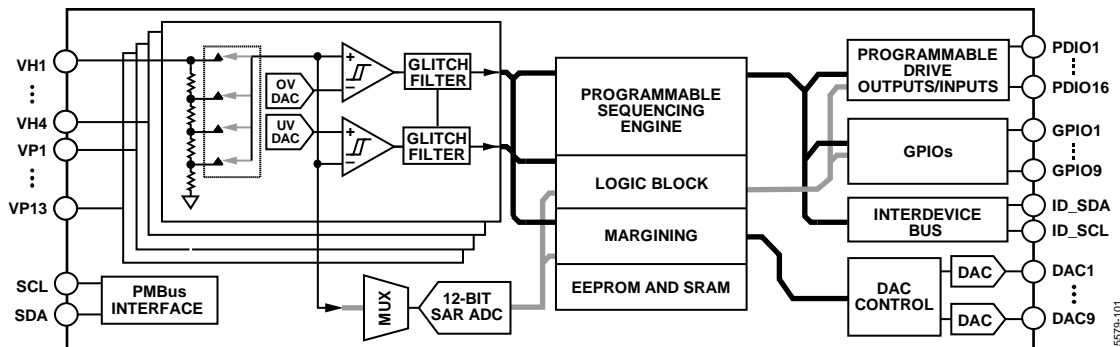 VH1
VH4
VP1
VP13
SCL
SDA
PMBus
INTERFACE
OV
DAC
UV
DAC
+
−
+
−
GLITCH
FILTER
GLITCH
FILTER
MUX
12-BIT
SAR ADC
PROGRAMMABLE
SEQUENCING
ENGINE
LOGIC BLOCK
MARGINING
EEPROM AND SRAM
PROGRAMMABLE
DRIVE
OUTPUTS/INPUTS
GPIOs
INTERDEVICE
BUS
DAC
CONTROL
DAC
DAC
PDIO1
PDIO16
GPIO1
GPIO9
ID_SDA
ID_SCL
DAC1
DAC9